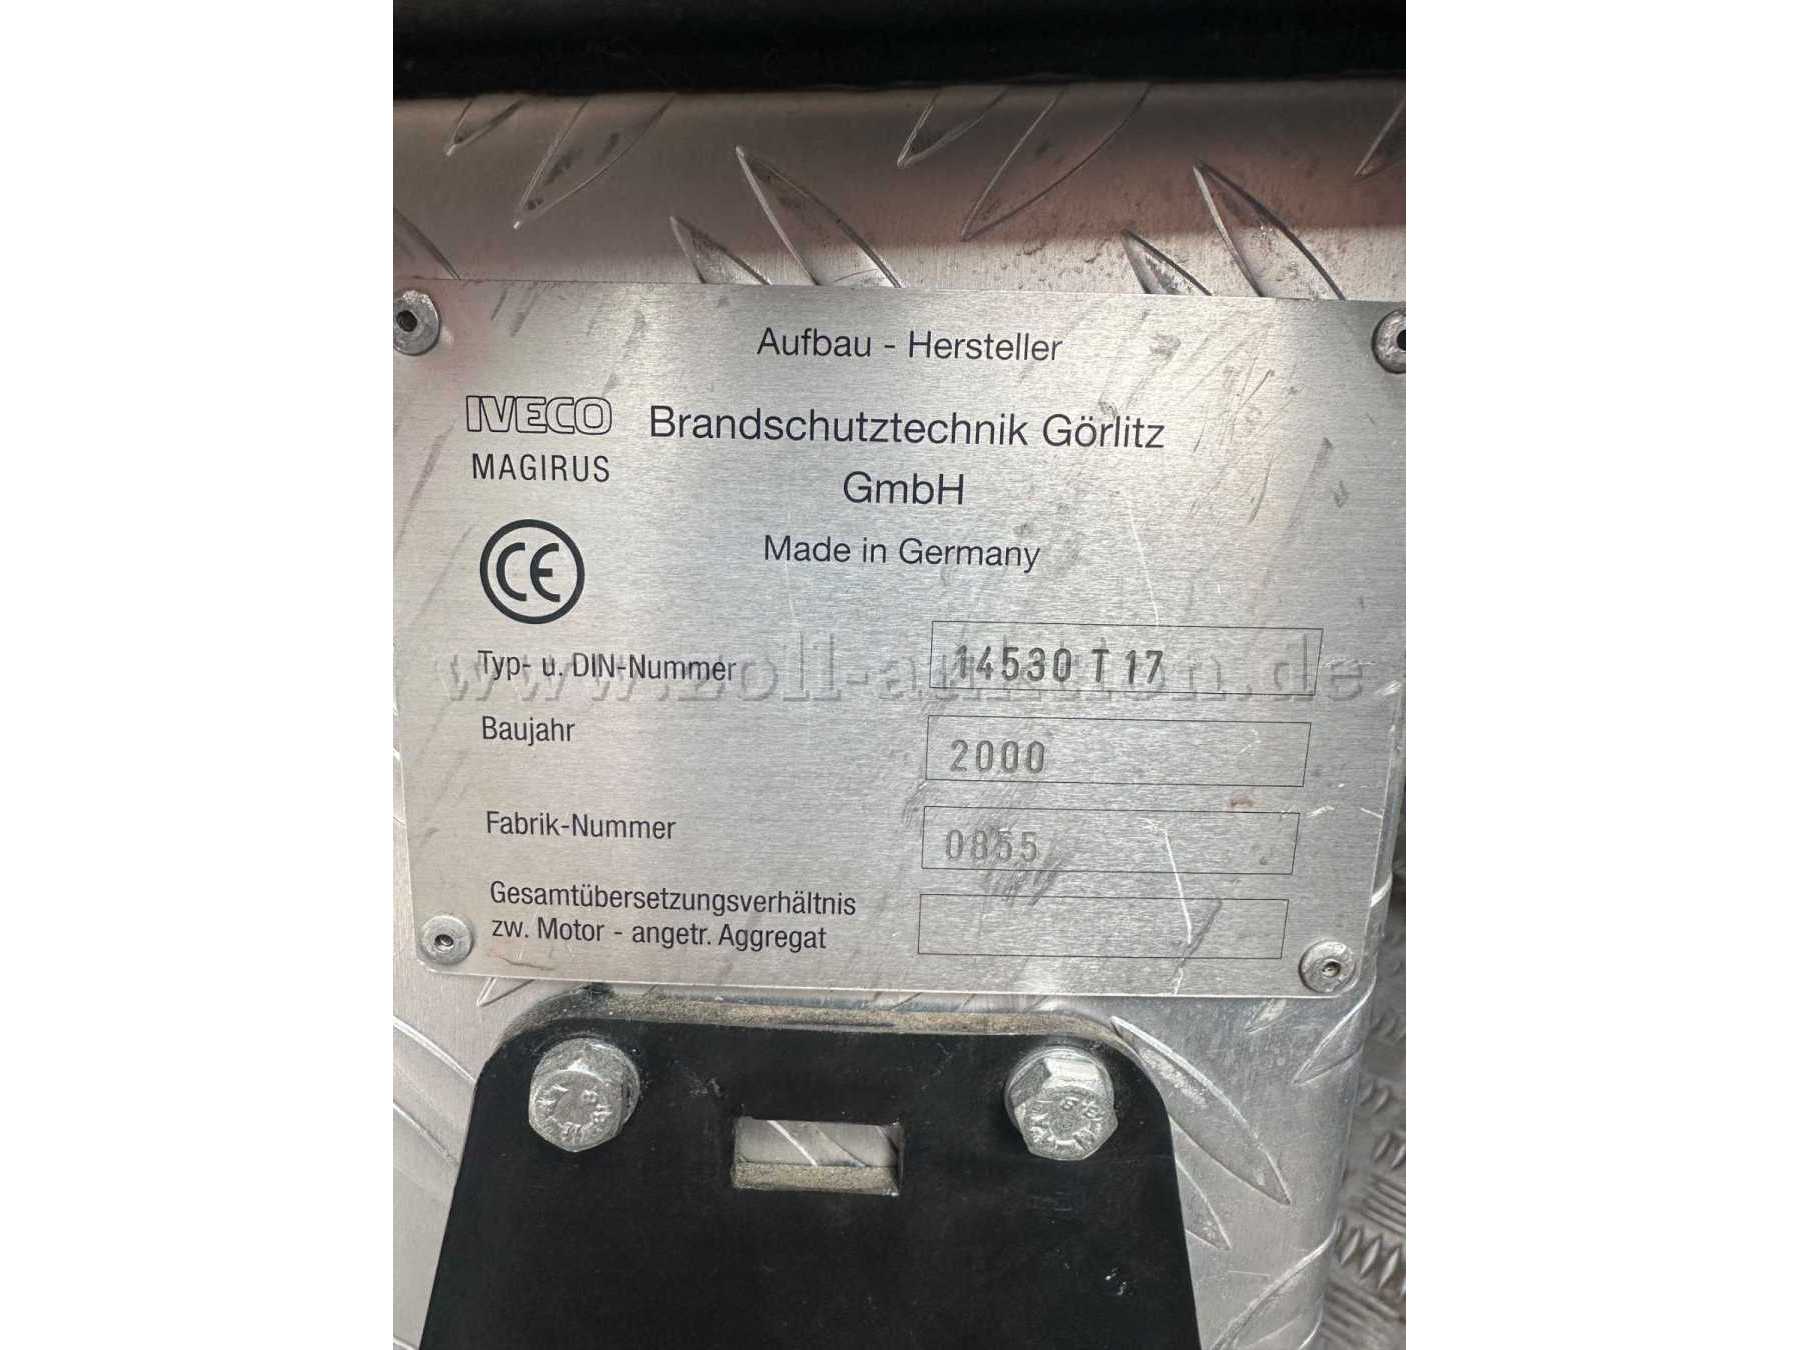 Aufbau - Hersteller
IVECO
MAGIRUS
Brandschutztechnik Görlitz
GmbH
Made in Germany
CE
www.zoll-auktion.de
Typ- u. DIN-Nummer 14530 T 17
Baujahr 2000
Fabrik-Nummer 0855
Gesamtübersetzungsverhältnis
zw. Motor - angetr. Aggregat